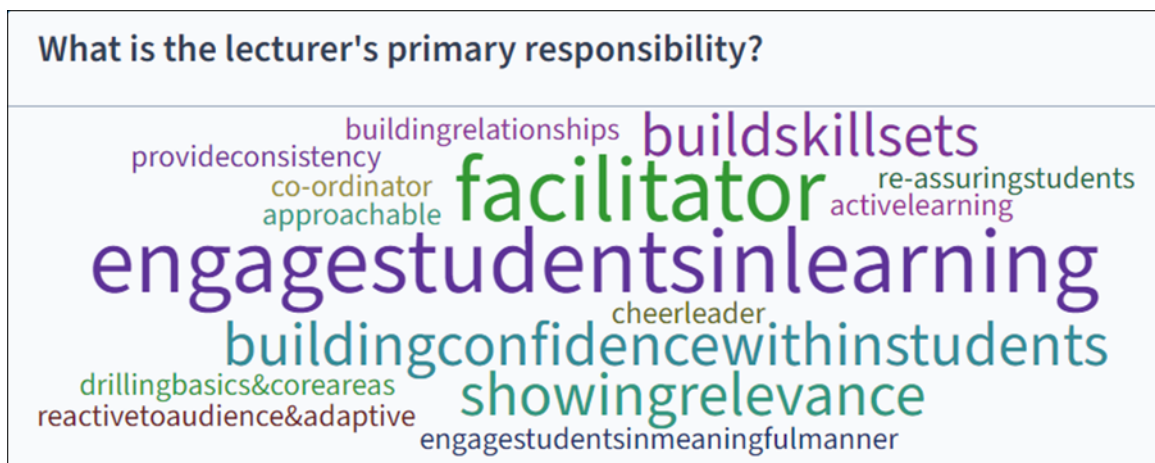 What is the lecturer's primary responsibility?
buildingrelationships
buildskillsets
provideconsistency
facilitator
co-ordinator
re-assuringstudents
approachable
activelearning
engagestudentsinlearning
cheerleader
buildingconfidencewithinstudents
drillingbasics&coreareas
showingrelevance
reactivetoaudience&adaptive
engagestudentsinmeaningfulmanner